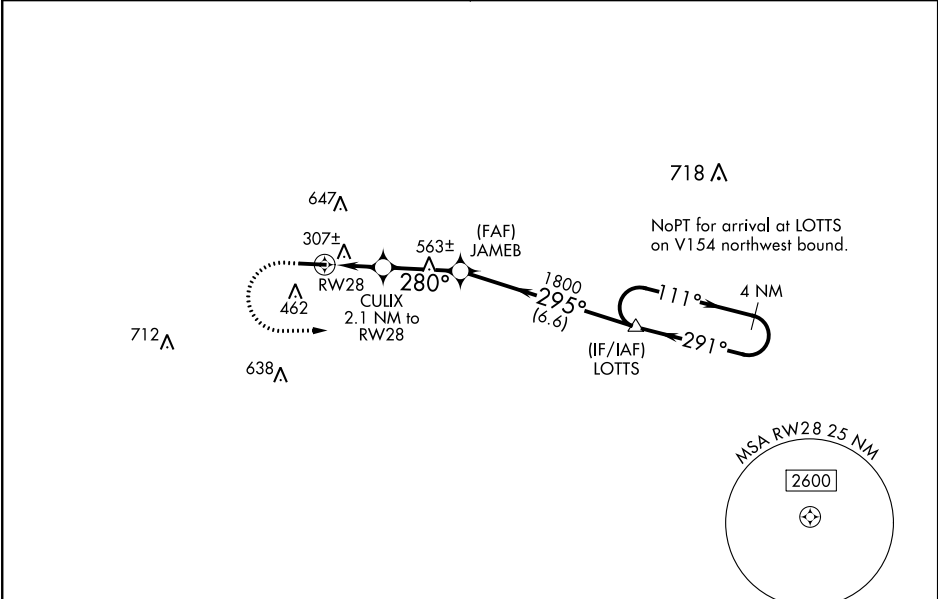 718
NoPT for arrival at LOTTS
on V154 northwest bound.
647
307±
563±
(FAF)
JAMEB
RW28
280°
462
CULIX
2.1 NM to
RW28
1800
295°
(6.6)
111°
4 NM
291°
(IF/IAF)
LOTTS
712
638
MSA RW28 25 NM
2600